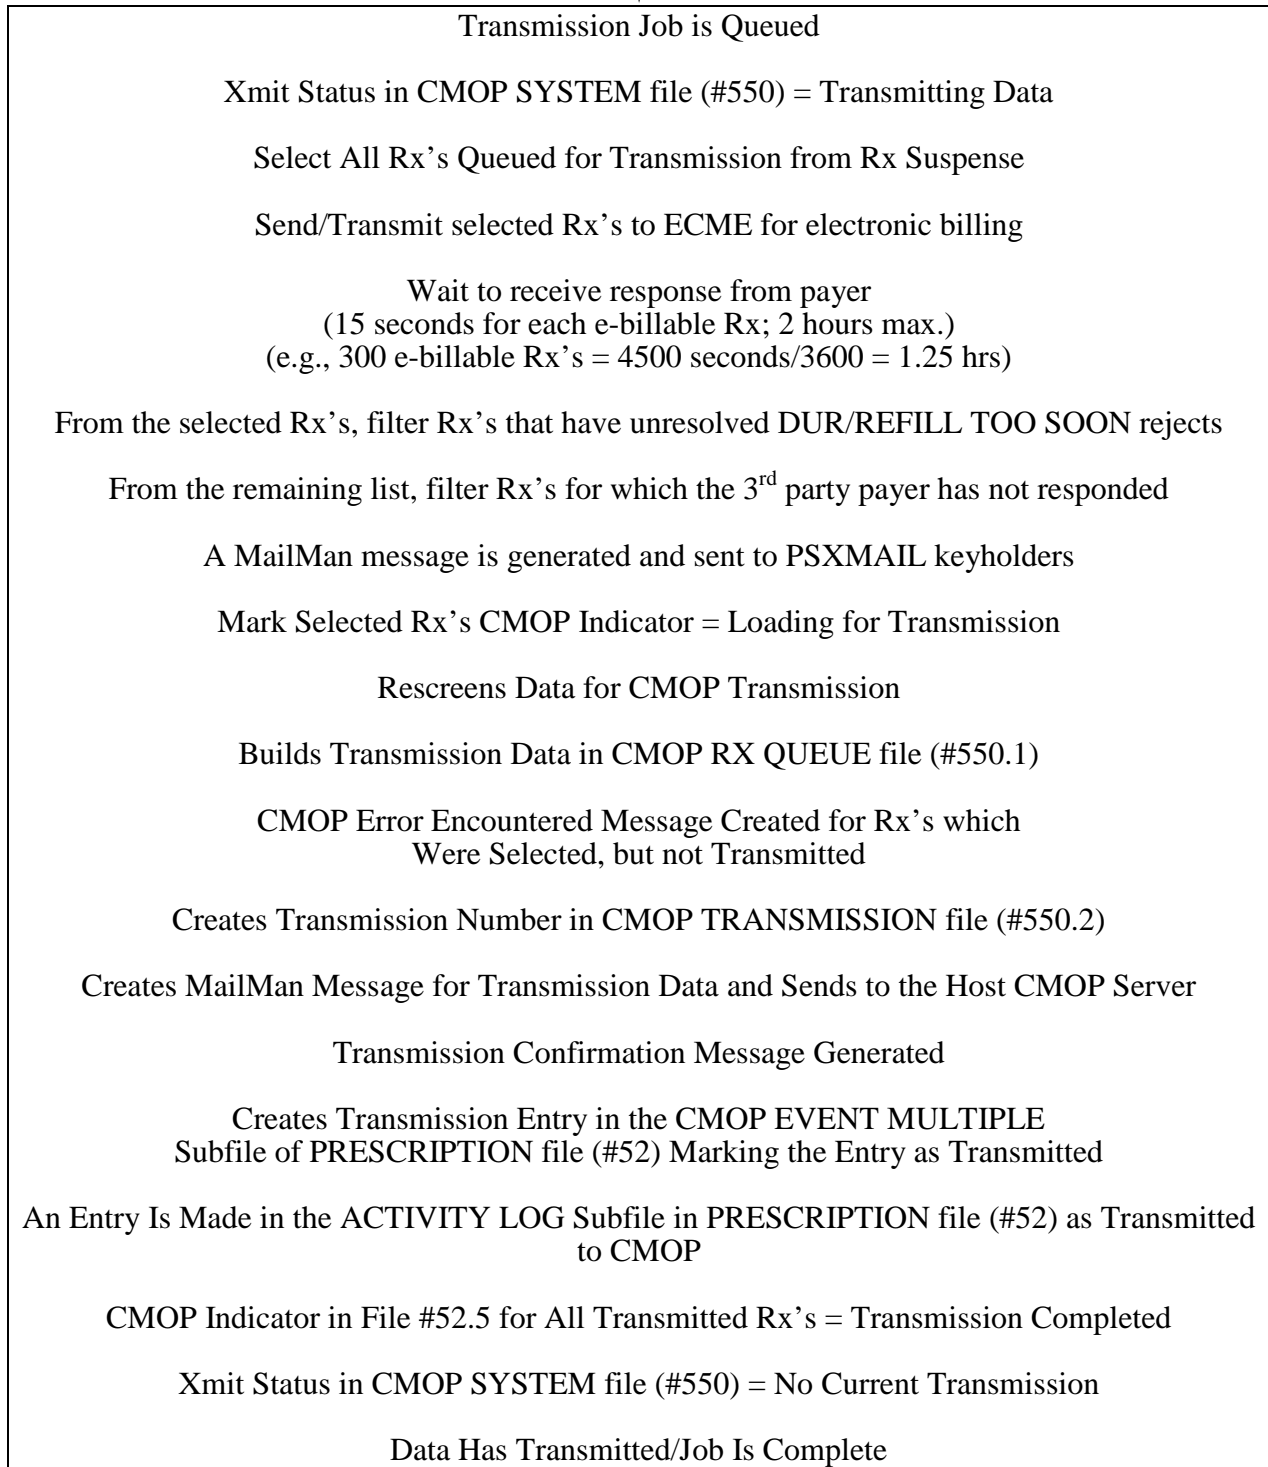 Transmission Job is Queued
Xmit Status in CMOP SYSTEM file (#550) = Transmitting Data
Select All Rx’s Queued for Transmission from Rx Suspense
Send/Transmit selected Rx’s to ECME for electronic billing
Wait to receive response from payer
(15 seconds for each e-billable Rx; 2 hours max.)
(e.g., 300 e-billable Rx’s = 4500 seconds/3600 = 1.25 hrs)
From the selected Rx’s, filter Rx’s that have unresolved DUR/REFILL TOO SOON rejects
From the remaining list, filter Rx’s for which the 3rd party payer has not responded
A MailMan message is generated and sent to PSXMAIL keyholders
Mark Selected Rx’s CMOP Indicator = Loading for Transmission
Rescreens Data for CMOP Transmission
Builds Transmission Data in CMOP RX QUEUE file (#550.1)
CMOP Error Encountered Message Created for Rx’s which
Were Selected, but not Transmitted
Creates Transmission Number in CMOP TRANSMISSION file (#550.2)
Creates MailMan Message for Transmission Data and Sends to the Host CMOP Server
Transmission Confirmation Message Generated
Creates Transmission Entry in the CMOP EVENT MULTIPLE
Subfile of PRESCRIPTION file (#52) Marking the Entry as Transmitted
An Entry Is Made in the ACTIVITY LOG Subfile in PRESCRIPTION file (#52) as Transmitted
to CMOP
CMOP Indicator in File #52.5 for All Transmitted Rx’s = Transmission Completed
Xmit Status in CMOP SYSTEM file (#550) = No Current Transmission
Data Has Transmitted/Job Is Complete